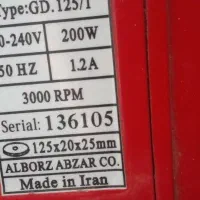 Type:GD.125/1
0-240V 200W
50 HZ 1.2A
3000 RPM
Serial: 136105
125x20x25mm
ALBORZ ABZAR CO.
Made in Iran